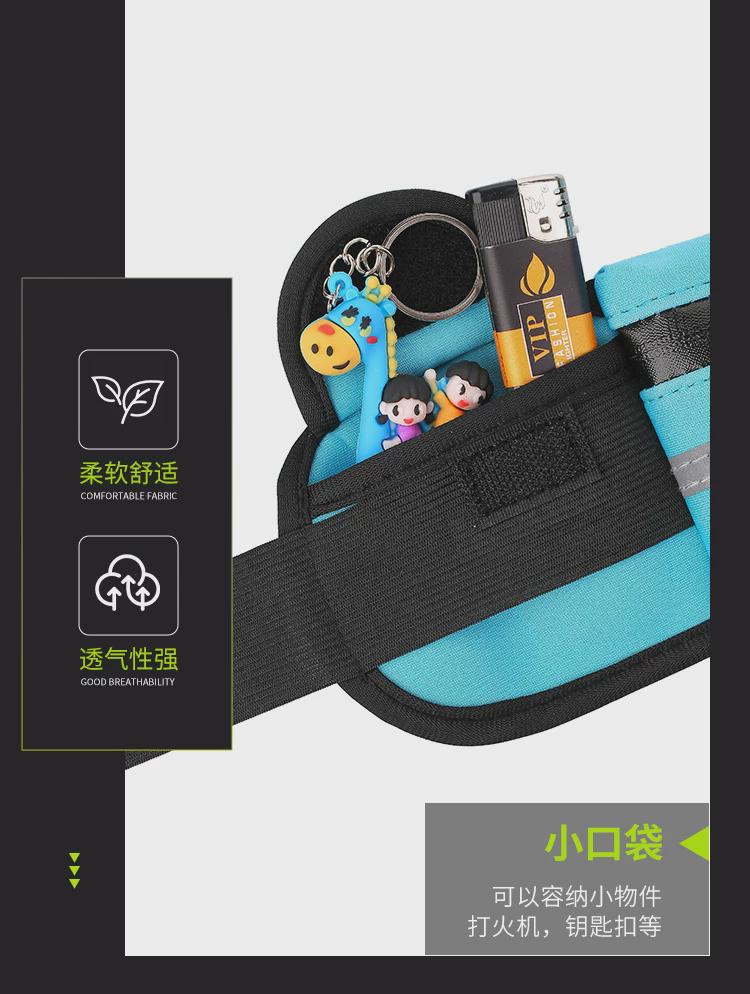 VIP
FASHION
LIGHTER
柔软舒适
COMFORTABLE FABRIC
透气性强
GOOD BREATHABILITY
小口袋
可以容纳小物件
打火机，钥匙扣等